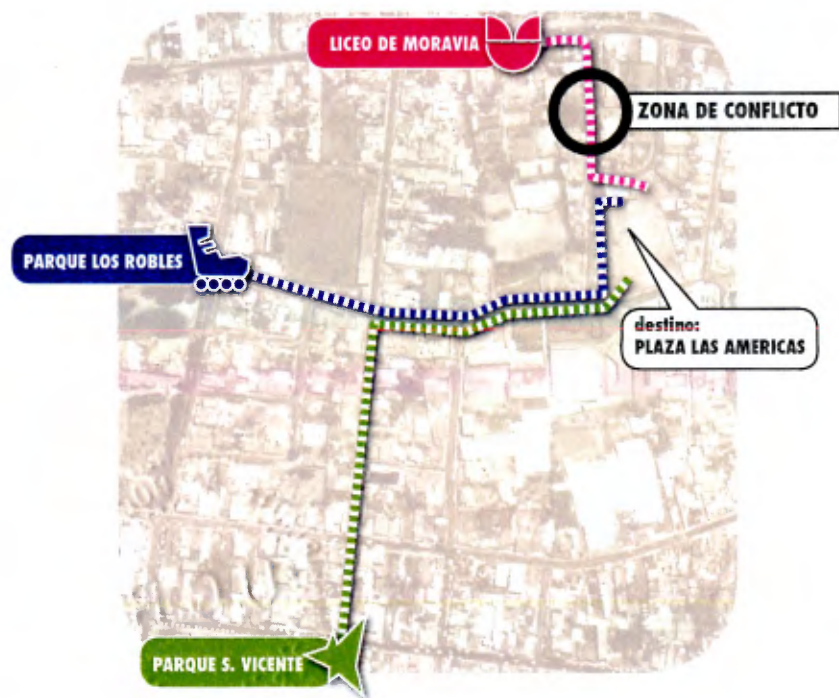 LICEO DE MORAVIA
ZONA DE CONFLICTO
PARQUE LOS ROBLES
destino:
PLAZA LAS AMERICAS
PARQUE S. VICENTE